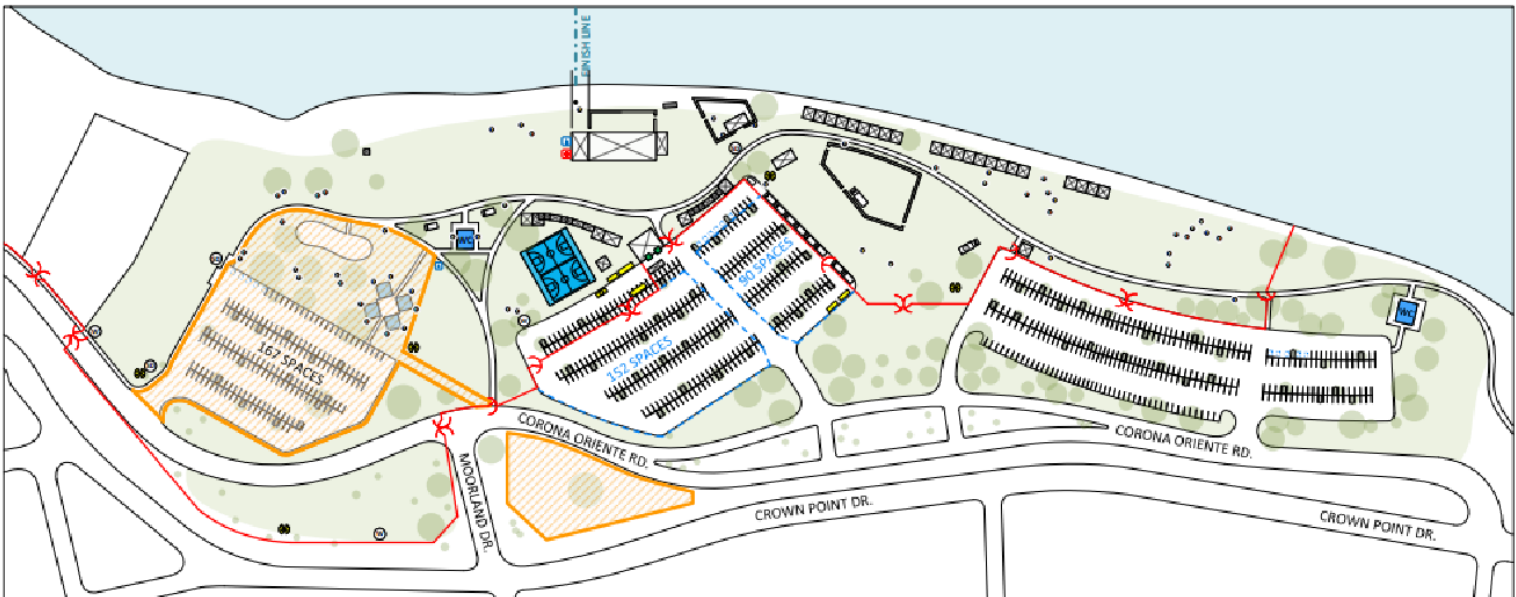 FINISH LINE
WC
90 SPACES
167 SPACES
152 SPACES
WC
CORONA ORIENTE RD.
CORONA ORIENTE RD.
MOORLAND DR.
CROWN POINT DR.
CROWN POINT DR.